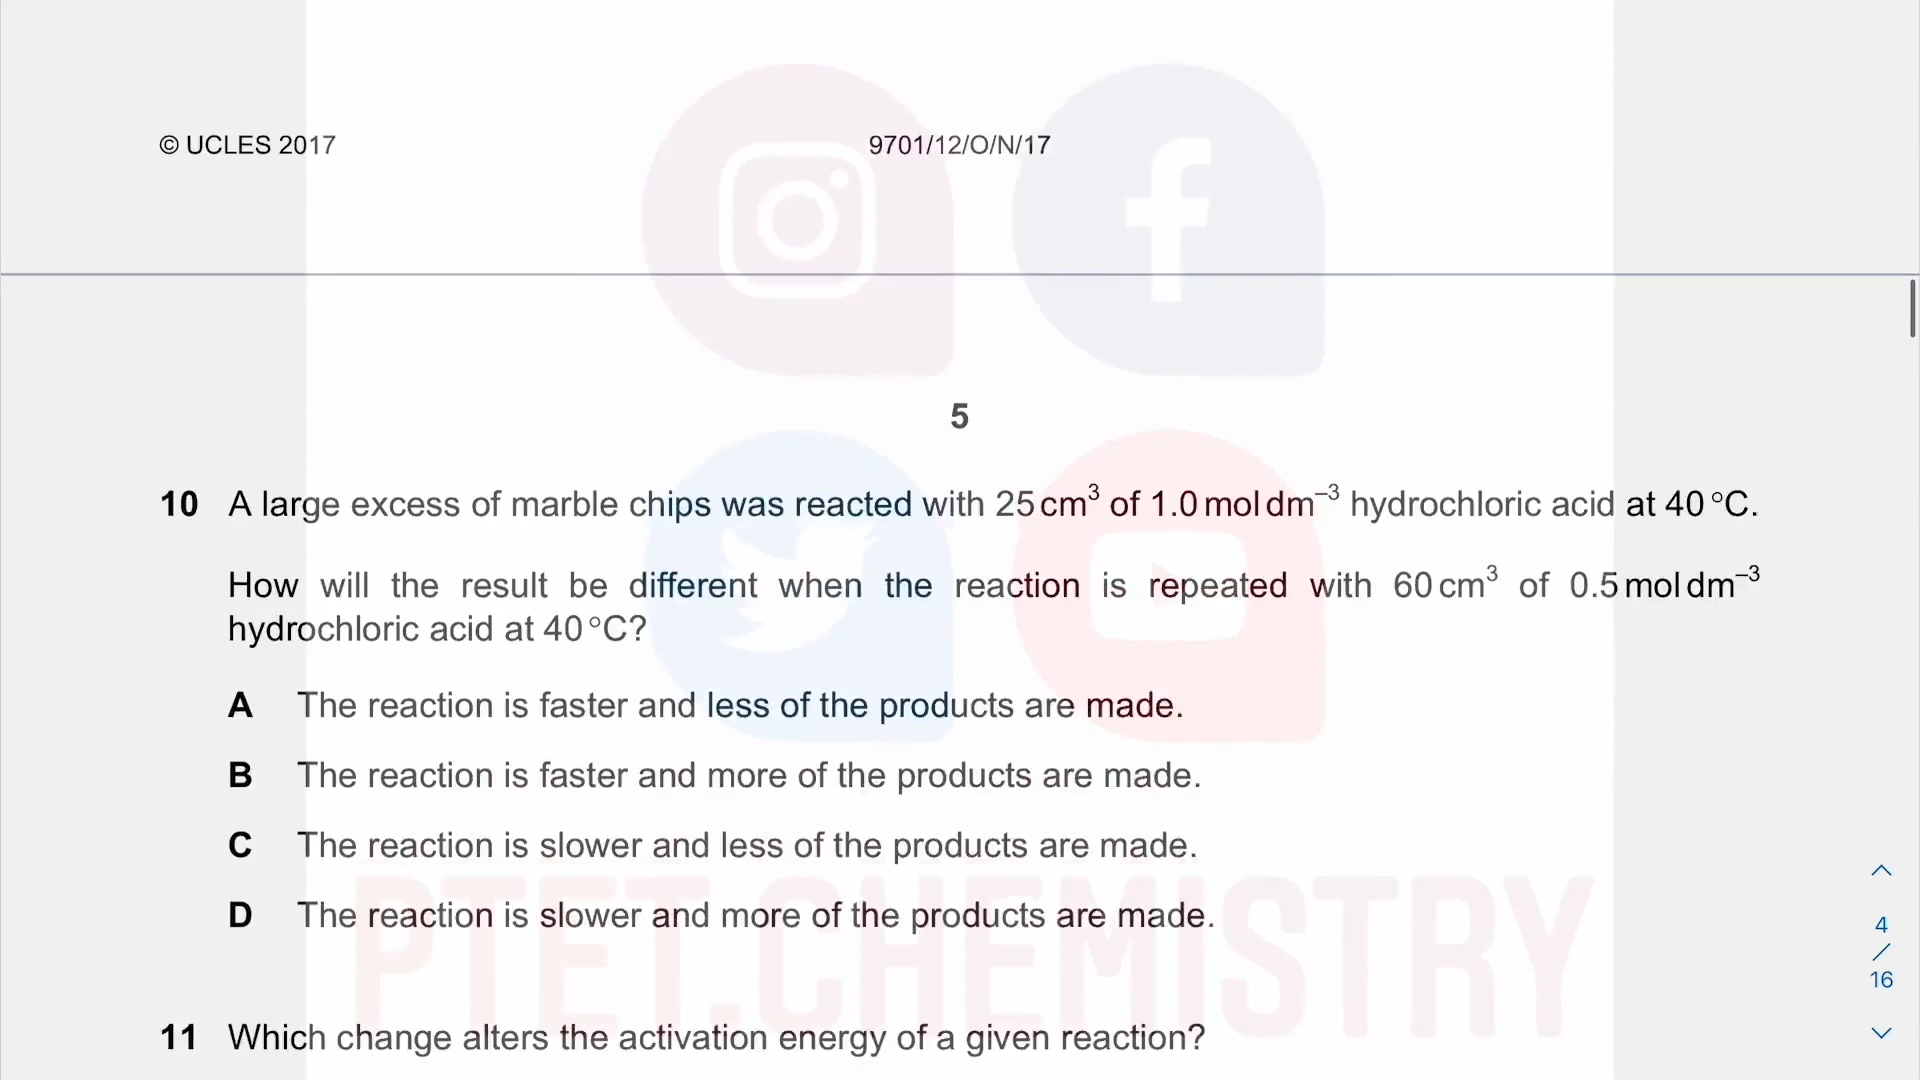 © UCLES 2017
9701/12/O/N/17
5
10 A large excess of marble chips was reacted with 25 cm³ of 1.0 mol dm⁻³ hydrochloric acid at 40 °C.
How will the result be different when the reaction is repeated with 60 cm³ of 0.5 mol dm⁻³
hydrochloric acid at 40 °C?
A The reaction is faster and less of the products are made.
B The reaction is faster and more of the products are made.
C The reaction is slower and less of the products are made.
D The reaction is slower and more of the products are made.
PTET.CHEMISTRY
4
/
16
11 Which change alters the activation energy of a given reaction?